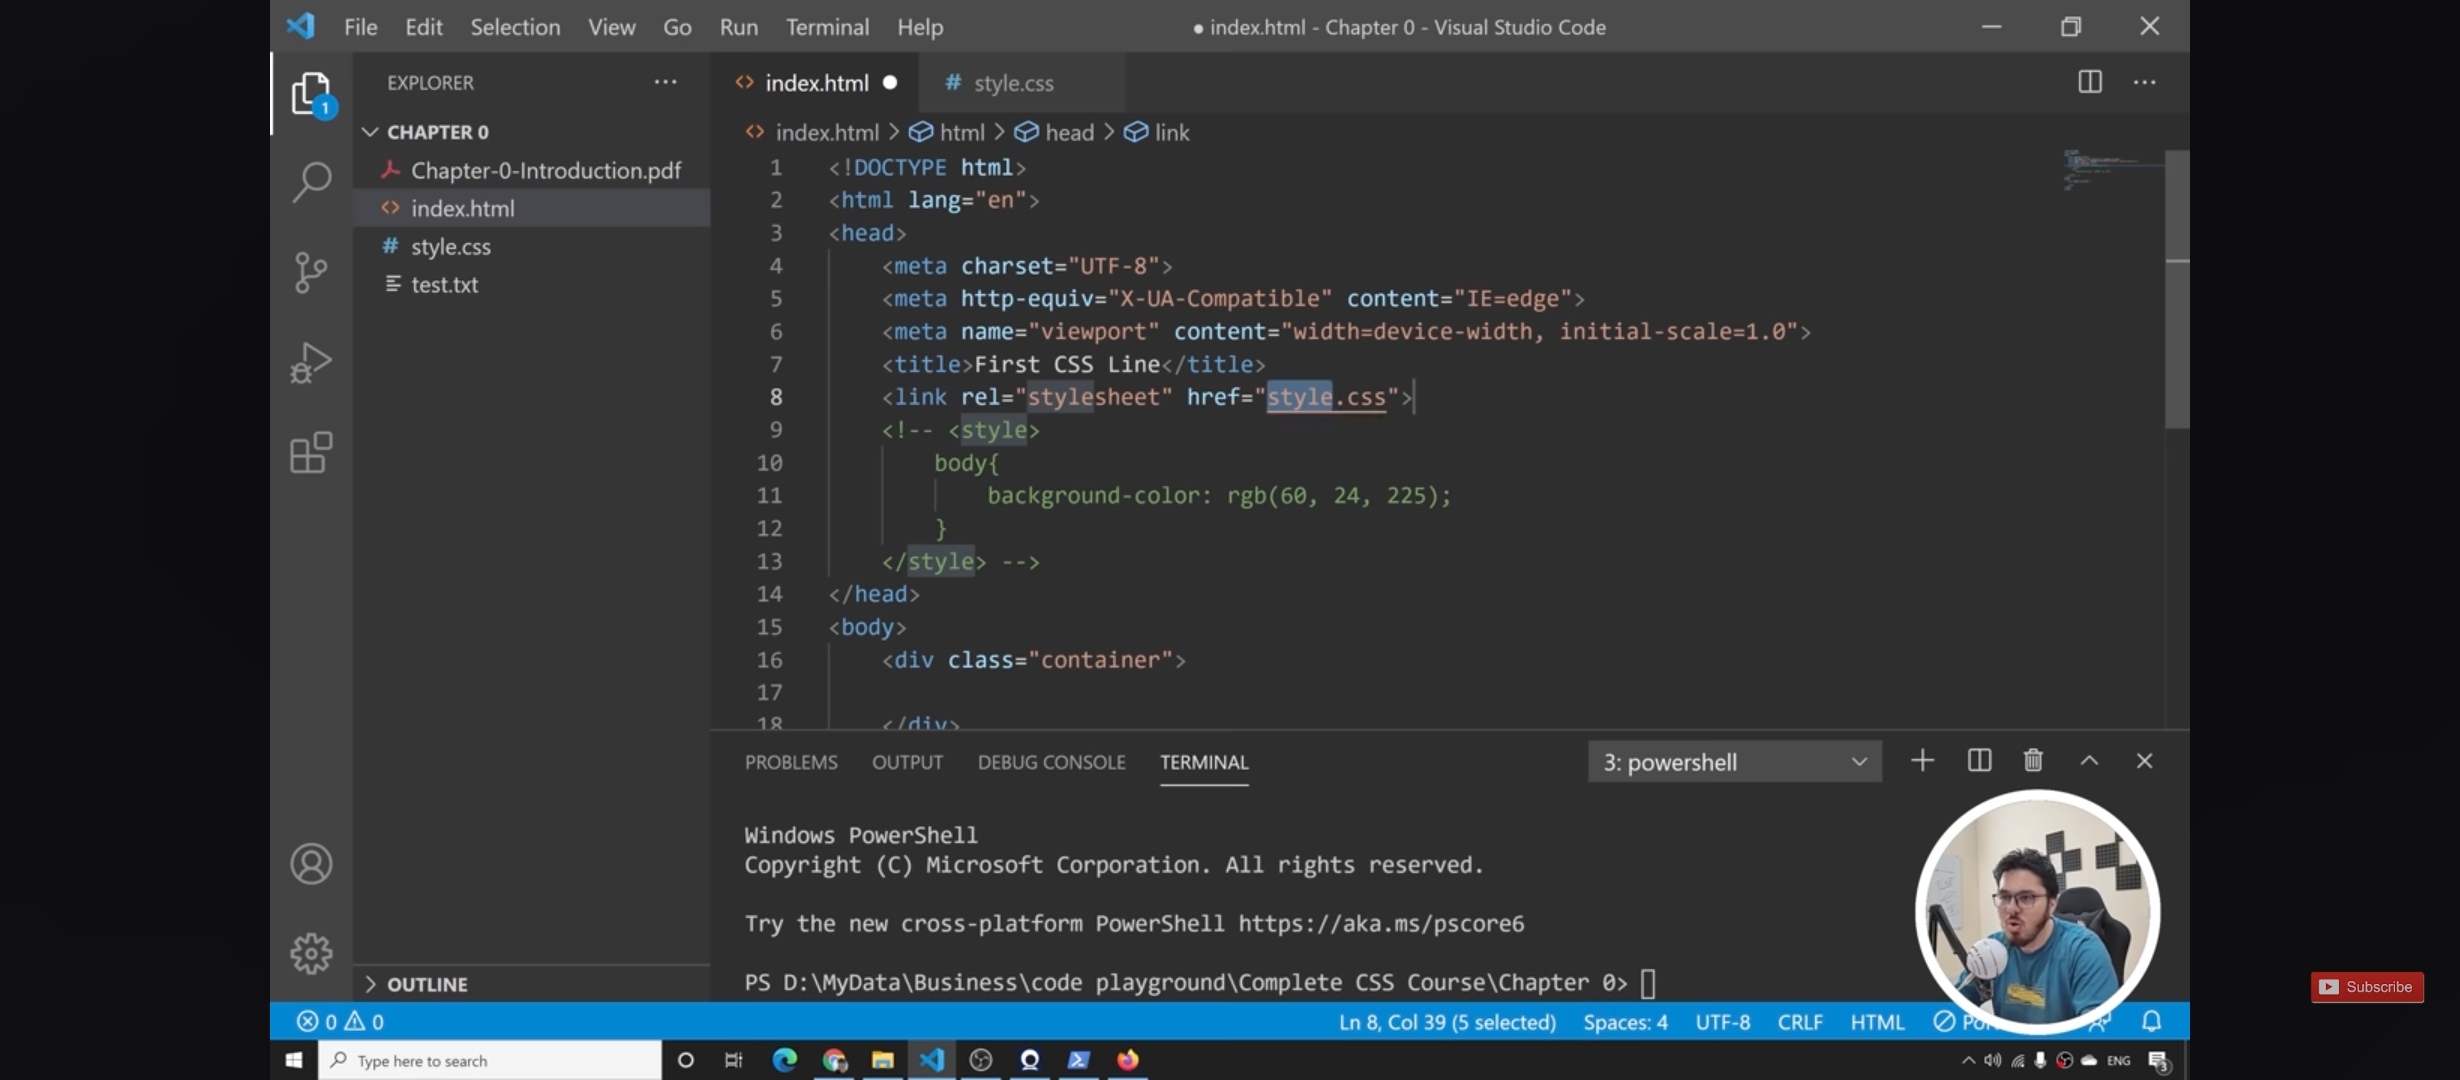 File Edit Selection View Go Run Terminal Help ● index.html - Chapter 0 - Visual Studio Code
EXPLORER
1
CHAPTER 0
Chapter-0-Introduction.pdf
index.html
style.css
test.txt
OUTLINE
index.html ● # style.css
index.html > html > head > link
1 <!DOCTYPE html>
2 <html lang="en">
3 <head>
4 <meta charset="UTF-8">
5 <meta http-equiv="X-UA-Compatible" content="IE=edge">
6 <meta name="viewport" content="width=device-width, initial-scale=1.0">
7 <title>First CSS Line</title>
8 <link rel="stylesheet" href="style.css">
9 <!-- <style>
10 body{
11 background-color: rgb(60, 24, 225);
12 }
13 </style> -->
14 </head>
15 <body>
16 <div class="container">
17
18 </div>
PROBLEMS OUTPUT DEBUG CONSOLE TERMINAL 3: powershell
Windows PowerShell
Copyright (C) Microsoft Corporation. All rights reserved.
Try the new cross-platform PowerShell https://aka.ms/pscore6
PS D:\MyData\Business\code playground\Complete CSS Course\Chapter 0>
Subscribe
0 0 Ln 8, Col 39 (5 selected) Spaces: 4 UTF-8 CRLF HTML
Type here to search ENG 3